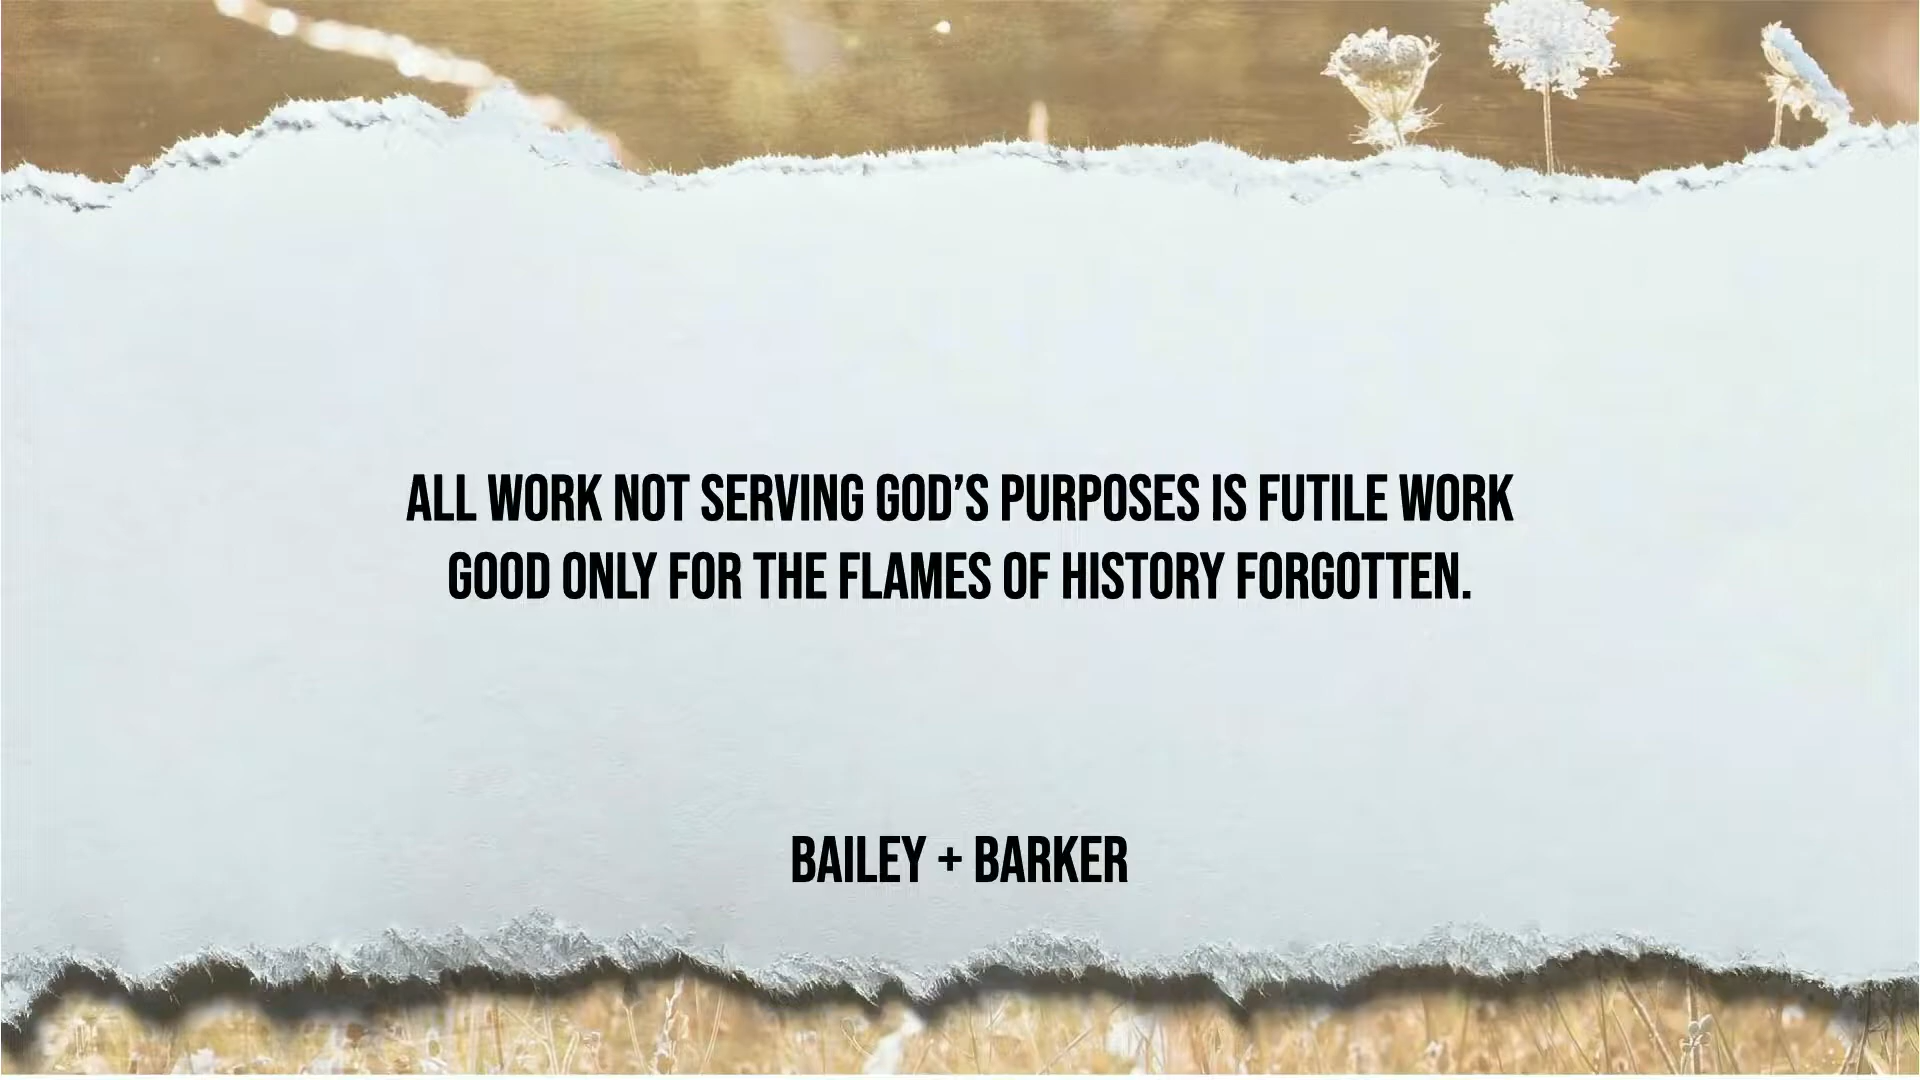 ALL WORK NOT SERVING GOD’S PURPOSES IS FUTILE WORK
GOOD ONLY FOR THE FLAMES OF HISTORY FORGOTTEN.
BAILEY + BARKER